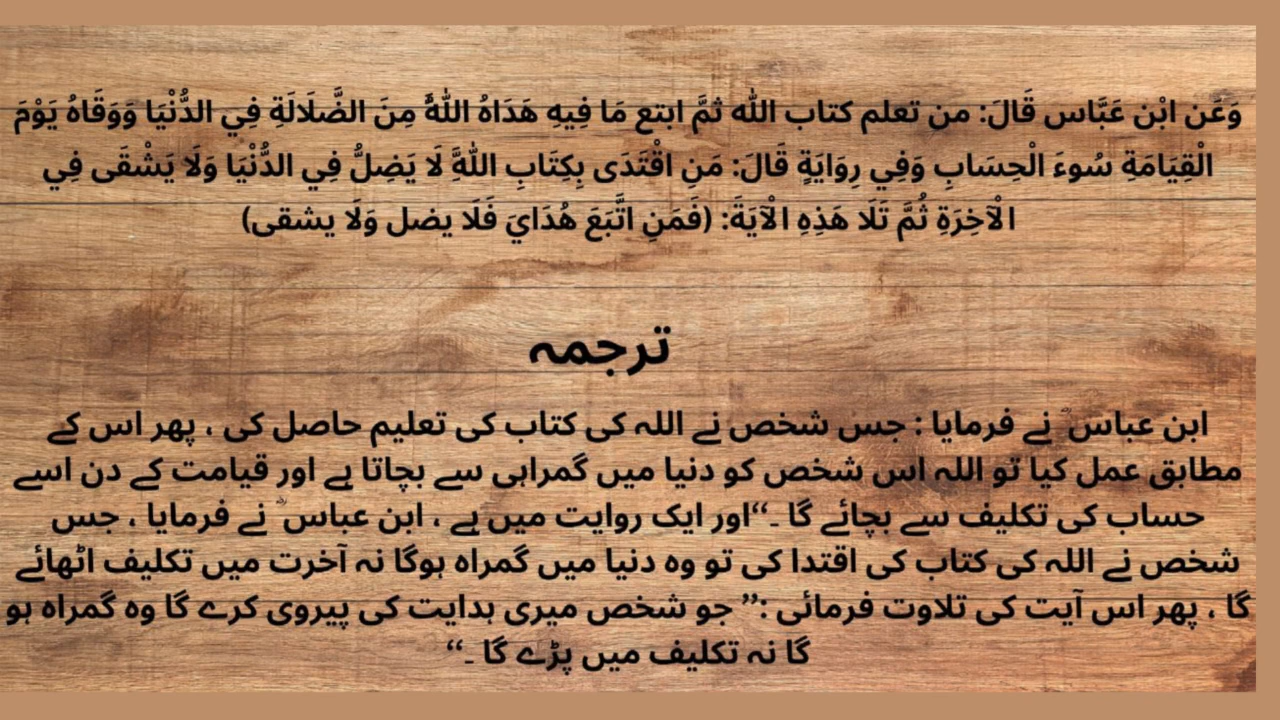 وَعَن ابْن عَبَّاس قَالَ: من تعلم كتاب الله ثمَّ ابتع مَا فِيهِ هَدَاهُ اللَّهُ مِنَ الضَّلَالَةِ فِي الدُّنْيَا وَوَقَاهُ يَوْمَ
الْقِيَامَةِ سُوءَ الْحِسَابِ وَفِي رِوَايَةٍ قَالَ: مَنِ اقْتَدَى بِكِتَابِ اللَّهِ لَا يَضِلُّ فِي الدُّنْيَا وَلَا يَشْقَى فِي
الْآخِرَةِ ثُمَّ تَلَا هَذِهِ الْآيَةَ: (فَمَنِ اتَّبَعَ هُدَايَ فَلَا يضل وَلَا يشقى)
ترجمہ
ابن عباس ؓ نے فرمایا : جس شخص نے اللہ کی کتاب کی تعلیم حاصل کی ، پھر اس کے
مطابق عمل کیا تو اللہ اس شخص کو دنیا میں گمراہی سے بچاتا ہے اور قیامت کے دن اسے
حساب کی تکلیف سے بچائے گا ۔‘‘اور ایک روایت میں ہے ، ابن عباس ؓ نے فرمایا ، جس
شخص نے اللہ کی کتاب کی اقتدا کی تو وہ دنیا میں گمراہ ہوگا نہ آخرت میں تکلیف اٹھائے
گا ، پھر اس آیت کی تلاوت فرمائی :’’ جو شخص میری ہدایت کی پیروی کرے گا وہ گمراہ ہو
گا نہ تکلیف میں پڑے گا ۔‘‘